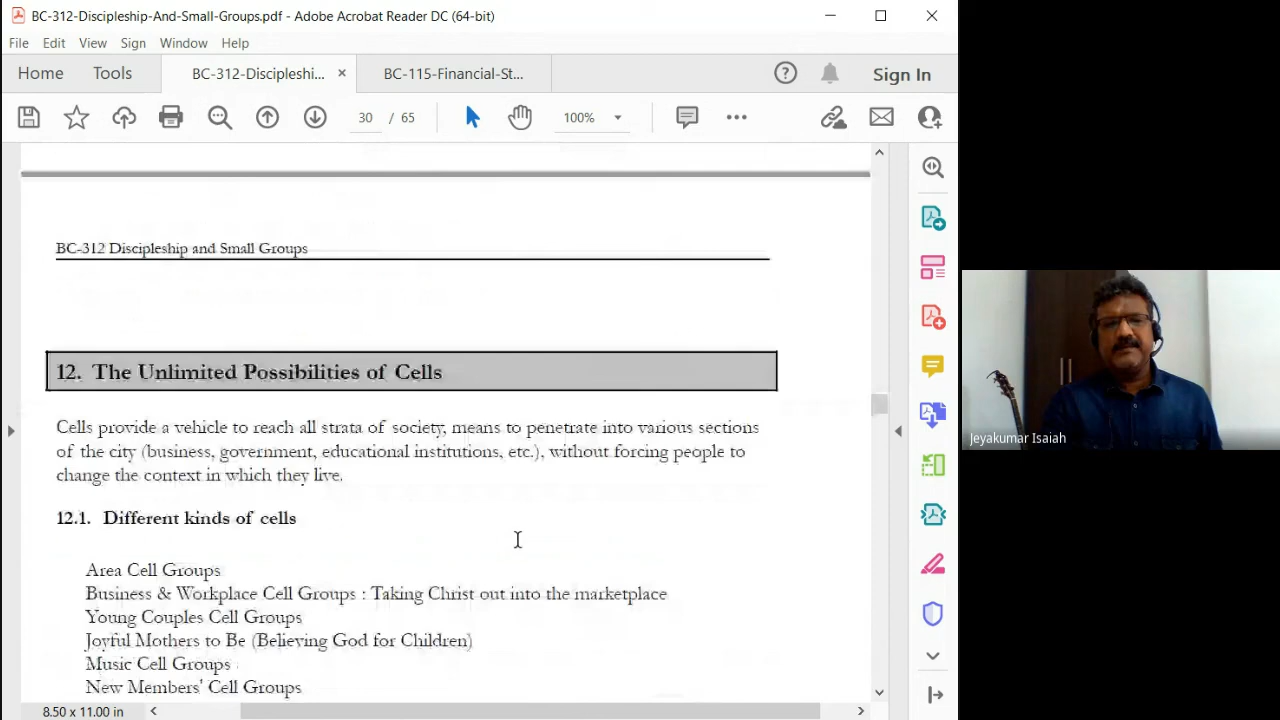 BC-312-Discipleship-And-Small-Groups.pdf - Adobe Acrobat Reader DC (64-bit)
File Edit View Sign Window Help
Home Tools BC-312-Discipleshi... × BC-115-Financial-St... Sign In
30 / 65 100%
BC-312 Discipleship and Small Groups
12. The Unlimited Possibilities of Cells
Cells provide a vehicle to reach all strata of society, means to penetrate into various sections
of the city (business, government, educational institutions, etc.), without forcing people to
change the context in which they live.
12.1. Different kinds of cells
Area Cell Groups
Business & Workplace Cell Groups : Taking Christ out into the marketplace
Young Couples Cell Groups
Joyful Mothers to Be (Believing God for Children)
Music Cell Groups
New Members' Cell Groups
8.50 x 11.00 in
Jeyakumar Isaiah